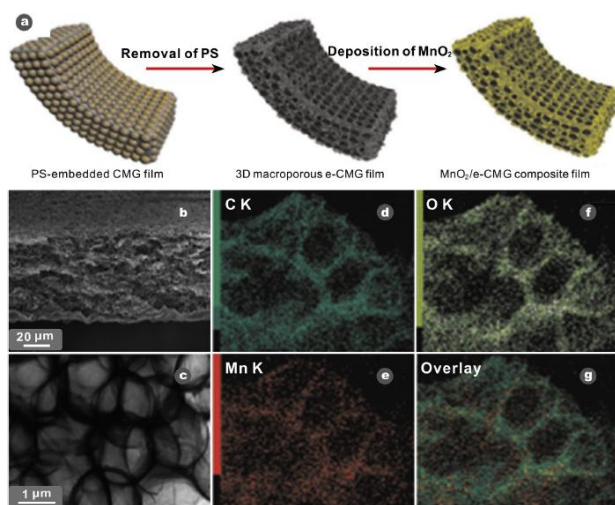 a
Removal of PS
Deposition of MnO₂
PS-embedded CMG film
3D macroporous e-CMG film
MnO₂/e-CMG composite film
b
C K
d
O K
f
20 μm
c
Mn K
e
Overlay
g
1 μm